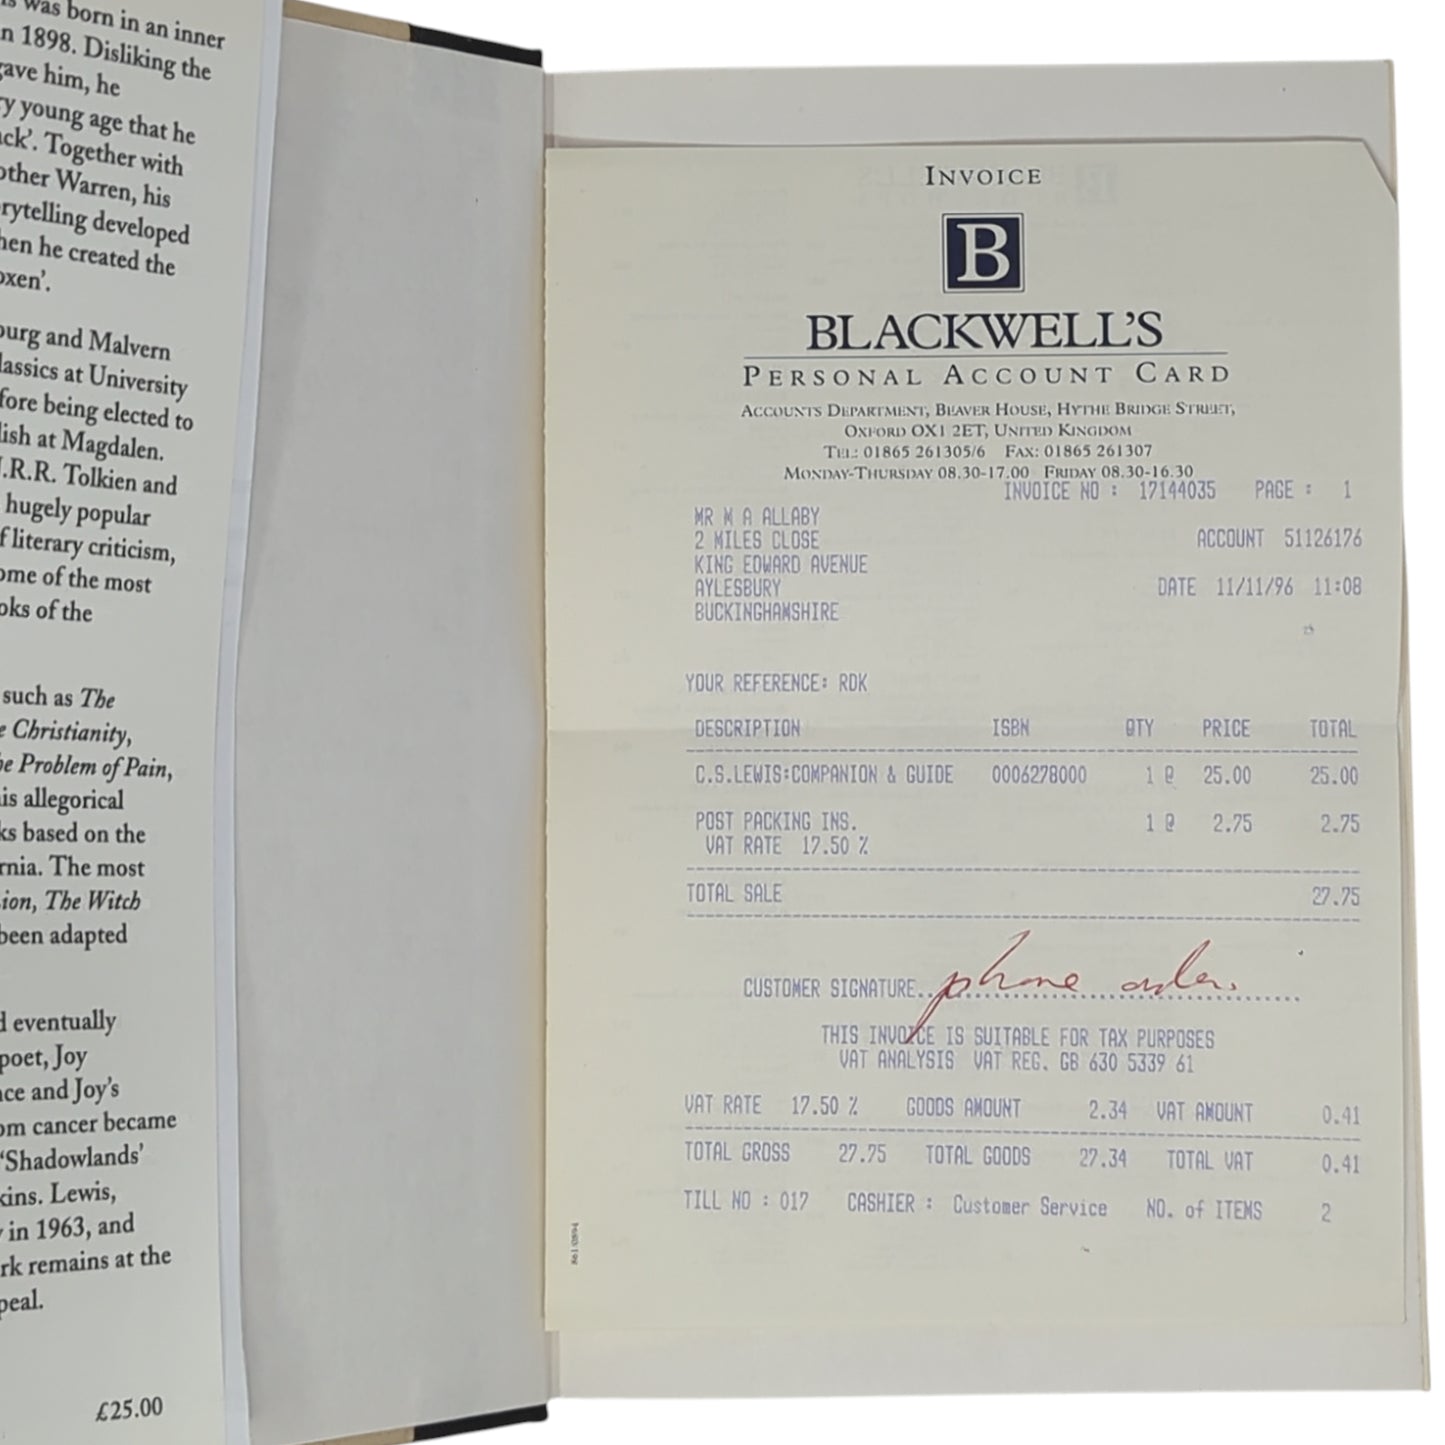 was born in an inner
n 1898. Disliking the
gave him, he
ry young age that he
ack'. Together with
other Warren, his
rytelling developed
hen he created the
oxen'.
ourg and Malvern
lassics at University
fore being elected to
lish at Magdalen.
J.R.R. Tolkien and
hugely popular
f literary criticism,
ome of the most
oks of the
such as The
e Christianity,
he Problem of Pain,
is allegorical
ks based on the
rnia. The most
ion, The Witch
been adapted
d eventually
poet, Joy
nce and Joy's
om cancer became
'Shadowlands'
kins. Lewis,
y in 1963, and
rk remains at the
peal.
£25.00
INVOICE
B
BLACKWELL'S
PERSONAL ACCOUNT CARD
ACCOUNTS DEPARTMENT, BEAVER HOUSE, HYTHE BRIDGE STREET,
OXFORD OX1 2ET, UNITED KINGDOM
TEL: 01865 261305/6 FAX: 01865 261307
MONDAY-THURSDAY 08.30-17.00 FRIDAY 08.30-16.30
INVOICE NO : 17144035 PAGE : 1
MR M A ALLABY
2 MILES CLOSE
ACCOUNT 51126176
KING EDWARD AVENUE
AYLESBURY
DATE 11/11/96 11:08
BUCKINGHAMSHIRE
YOUR REFERENCE: RDK
DESCRIPTION ISBN QTY PRICE TOTAL
C.S.LEWIS:COMPANION & GUIDE 0006278000 1 @ 25.00 25.00
POST PACKING INS. 1 @ 2.75 2.75
VAT RATE 17.50 %
TOTAL SALE 27.75
CUSTOMER SIGNATURE phone order.
THIS INVOICE IS SUITABLE FOR TAX PURPOSES
VAT ANALYSIS VAT REG. GB 630 5339 61
VAT RATE 17.50 % GOODS AMOUNT 2.34 VAT AMOUNT 0.41
TOTAL GROSS 27.75 TOTAL GOODS 27.34 TOTAL VAT 0.41
TILL NO : 017 CASHIER : Customer Service NO. of ITEMS 2